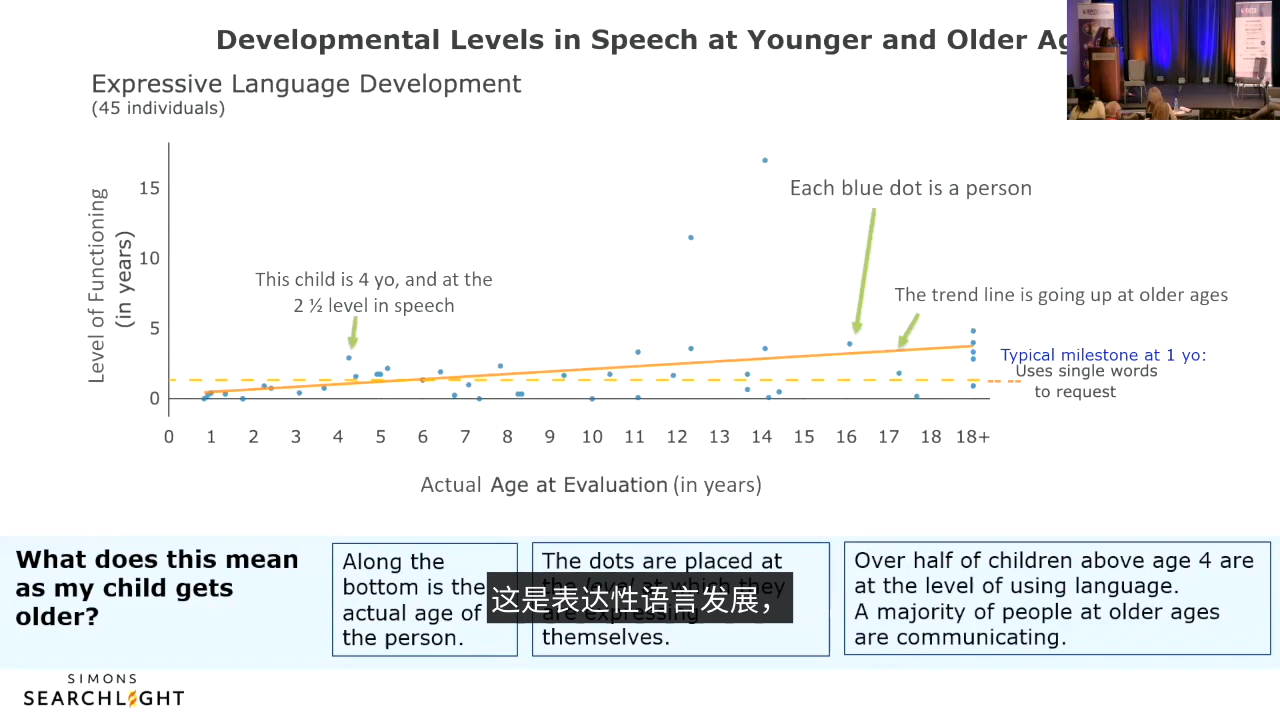 Developmental Levels in Speech at Younger and Older
Expressive Language Development
(45 individuals)
Level of Functioning
(in years)
15
10
5
0
Each blue dot is a person
This child is 4 yo, and at the
2 ½ level in speech
The trend line is going up at older ages
Typical milestone at 1 yo:
Uses single words
to request
0 1 2 3 4 5 6 7 8 9 10 11 12 13 14 15 16 17 18 18+
Actual Age at Evaluation (in years)
What does this mean
as my child gets
older?
Along the
bottom is the
actual age of
the person.
The dots are placed at
the level at which they
are expressing
themselves.
Over half of children above age 4 are
at the level of using language.
A majority of people at older ages
are communicating.
这是表达性语言发展，
SIMONS
SEARCHLIGHT